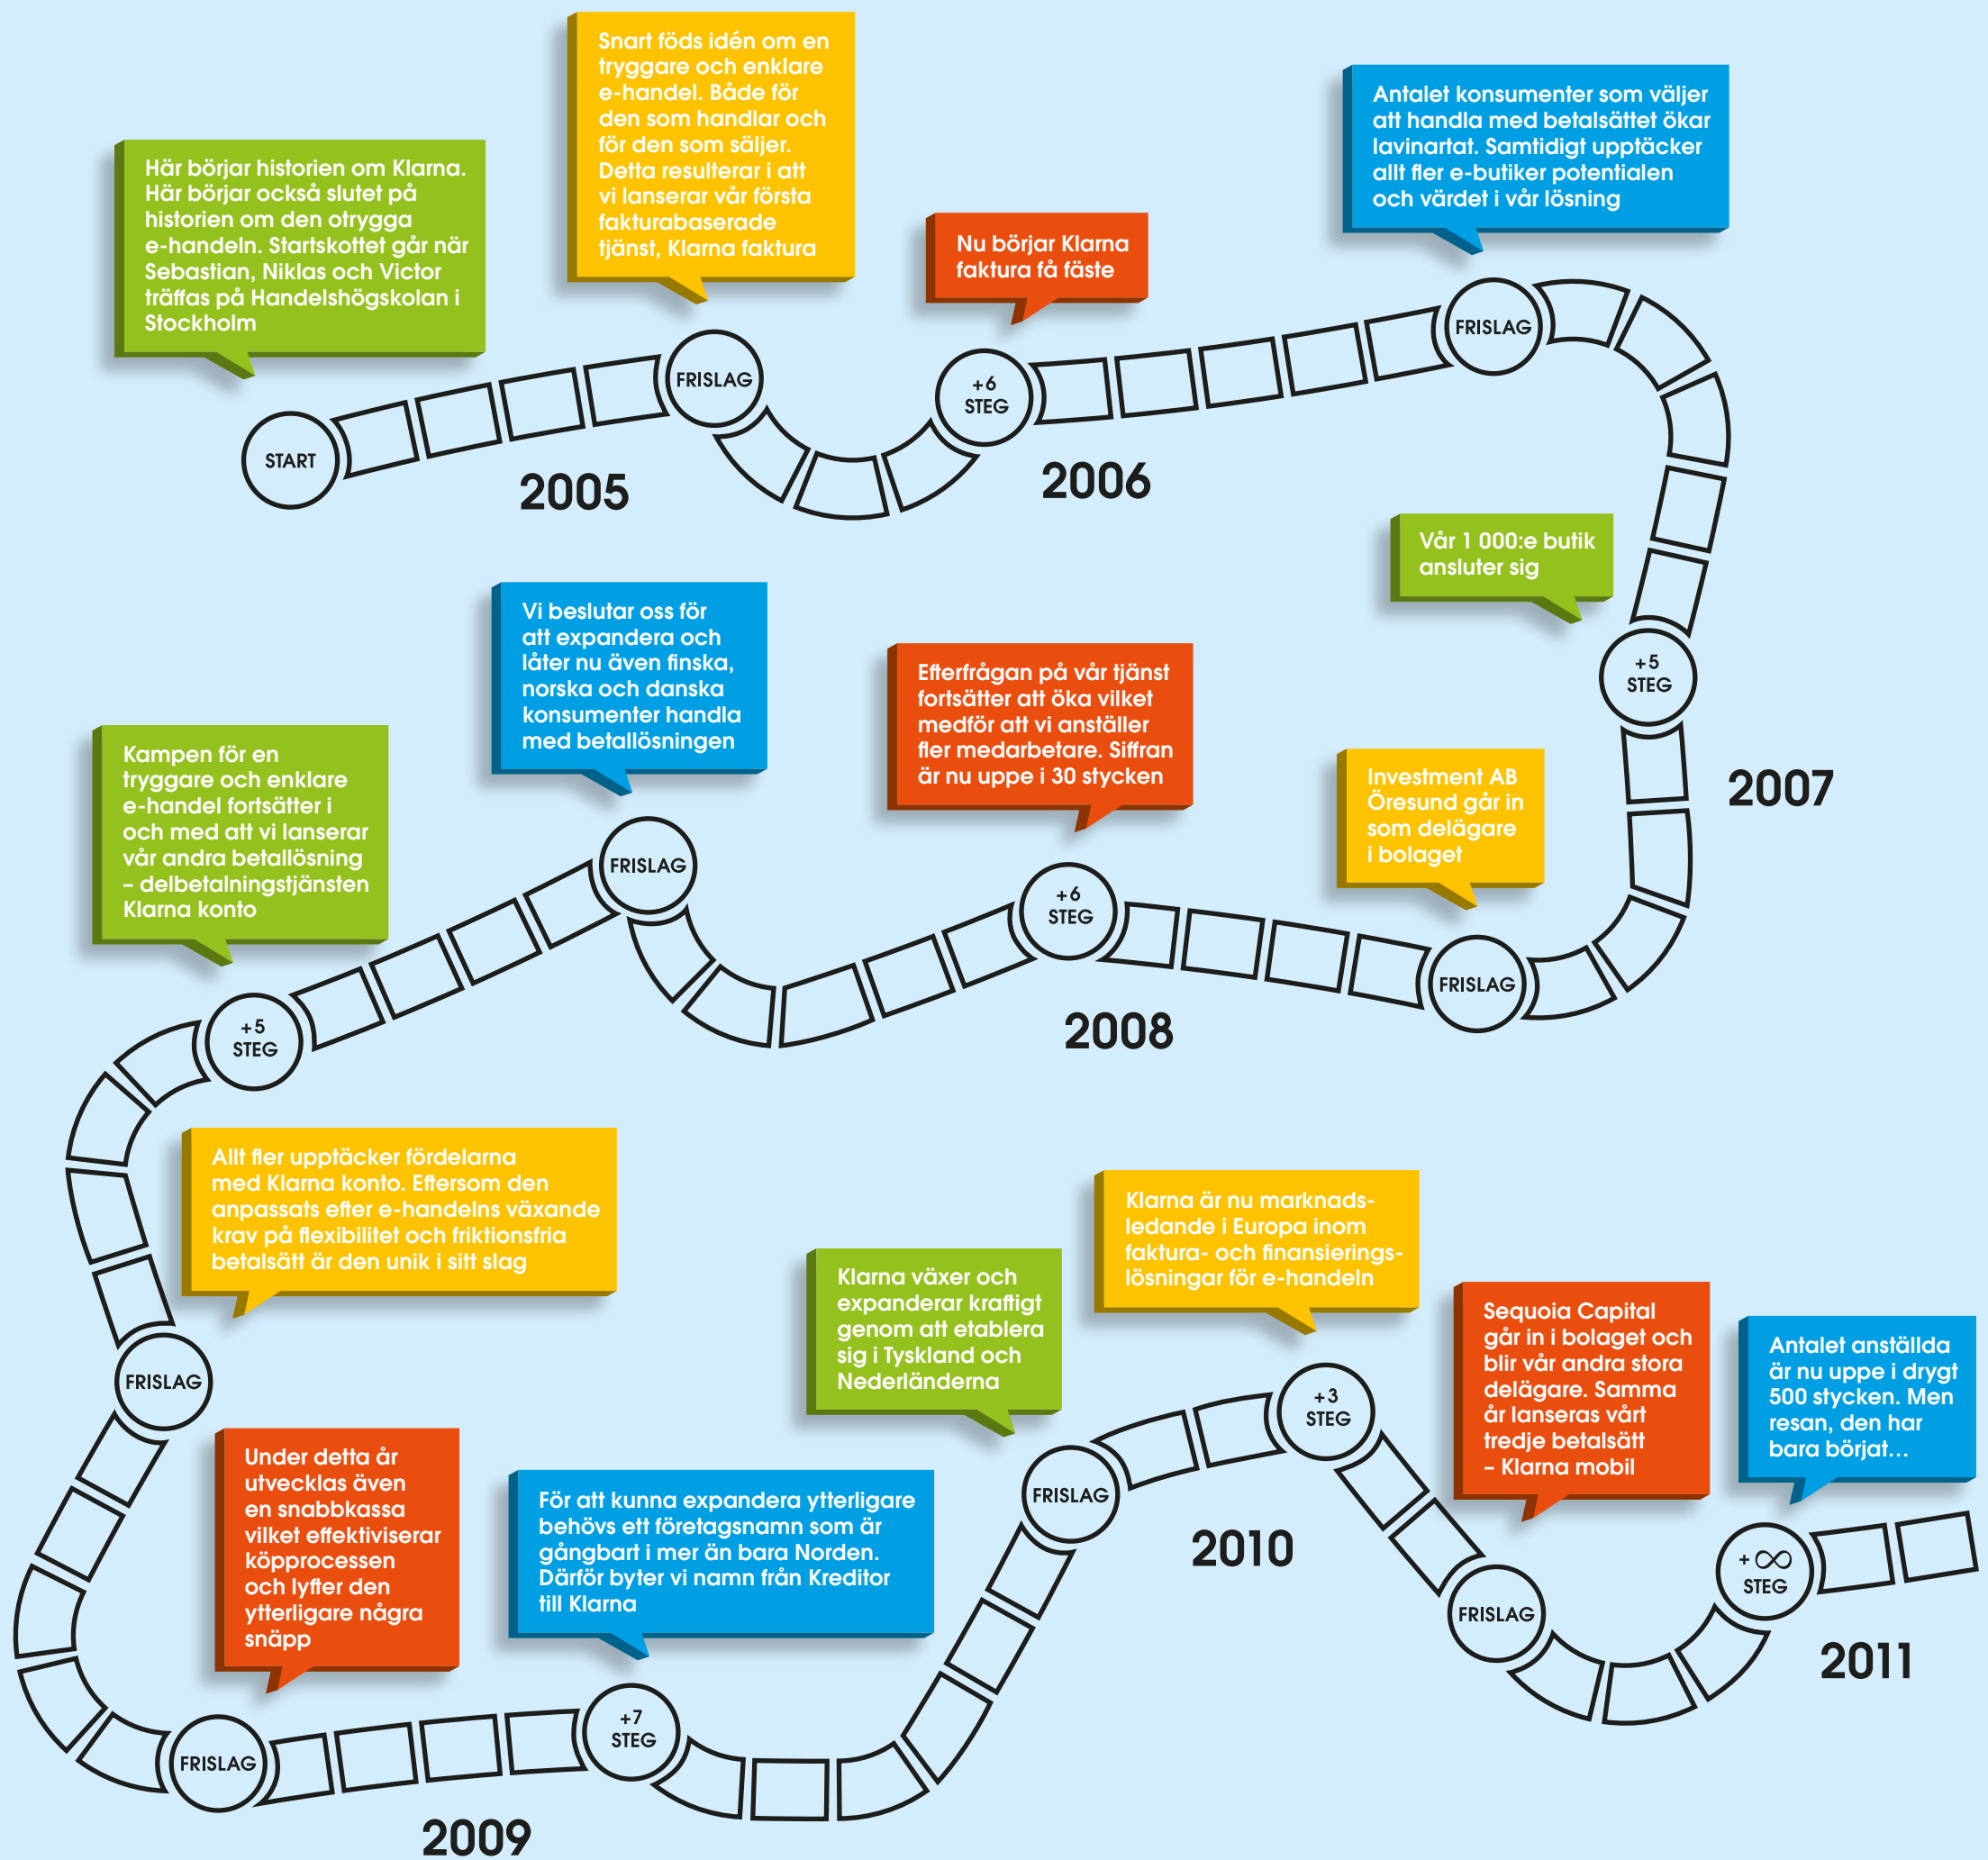 Här börjar historien om Klarna.
Här börjar också slutet på
historien om den otrygga
e-handeln. Startskottet går när
Sebastian, Niklas och Victor
träffas på Handelshögskolan i
Stockholm
START
2005
Snart föds idén om en
tryggare och enklare
e-handel. Både för
den som handlar och
för den som säljer.
Detta resulterar i att
vi lanserar vår första
fakturabaserade
tjänst, Klarna faktura
FRISLAG
Nu börjar Klarna
faktura få fäste
+6
STEG
2006
Antalet konsumenter som väljer
att handla med betalsättet ökar
lavinartat. Samtidigt upptäcker
allt fler e-butiker potentialen
och värdet i vår lösning
FRISLAG
Vår 1 000:e butik
ansluter sig
+5
STEG
2007
Investment AB
Öresund går in
som delägare
i bolaget
FRISLAG
Efterfrågan på vår tjänst
fortsätter att öka vilket
medför att vi anställer
fler medarbetare. Siffran
är nu uppe i 30 stycken
+6
STEG
2008
Vi beslutar oss för
att expandera och
låter nu även finska,
norska och danska
konsumenter handla
med betallösningen
FRISLAG
Kampen för en
tryggare och enklare
e-handel fortsätter i
och med att vi lanserar
vår andra betallösning
– delbetalningstjänsten
Klarna konto
+5
STEG
Allt fler upptäcker fördelarna
med Klarna konto. Eftersom den
anpassats efter e-handelns växande
krav på flexibilitet och friktionsfria
betalsätt är den unik i sitt slag
FRISLAG
Under detta år
utvecklas även
en snabbkassa
vilket effektiviserar
köpprocessen
och lyfter den
ytterligare några
snäpp
FRISLAG
2009
För att kunna expandera ytterligare
behövs ett företagsnamn som är
gångbart i mer än bara Norden.
Därför byter vi namn från Kreditor
till Klarna
+7
STEG
Klarna växer och
expanderar kraftigt
genom att etablera
sig i Tyskland och
Nederländerna
FRISLAG
2010
Klarna är nu marknads-
ledande i Europa inom
faktura- och finansierings-
lösningar för e-handeln
+3
STEG
Sequoia Capital
går in i bolaget och
blir vår andra stora
delägare. Samma
år lanseras vårt
tredje betalsätt
– Klarna mobil
FRISLAG
Antalet anställda
är nu uppe i drygt
500 stycken. Men
resan, den har
bara börjat...
+∞
STEG
2011